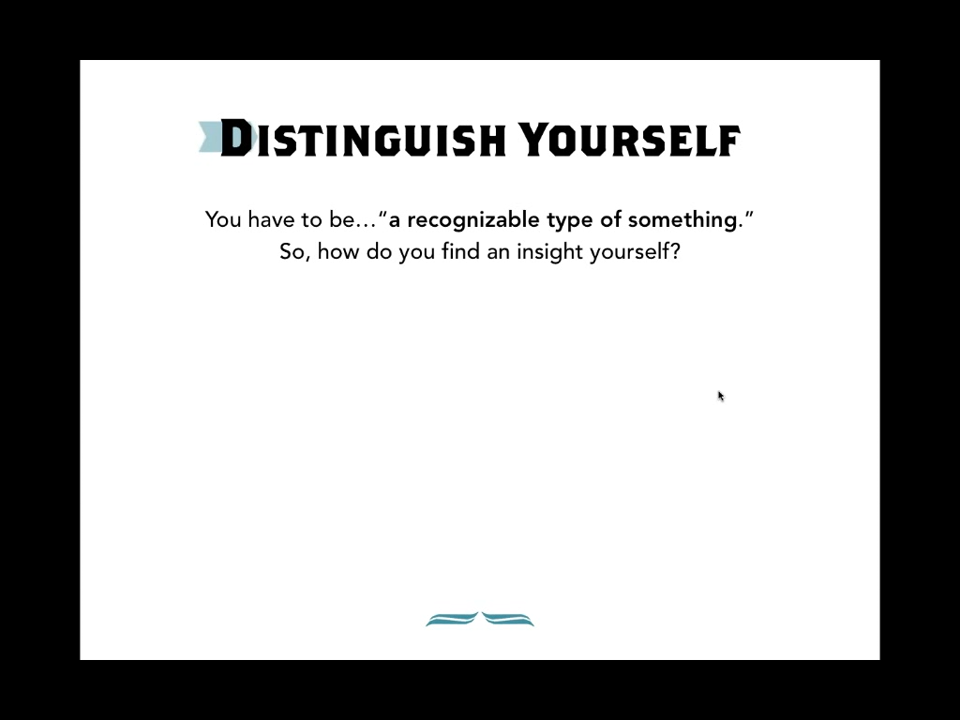 Distinguish Yourself
You have to be…“a recognizable type of something.”
So, how do you find an insight yourself?